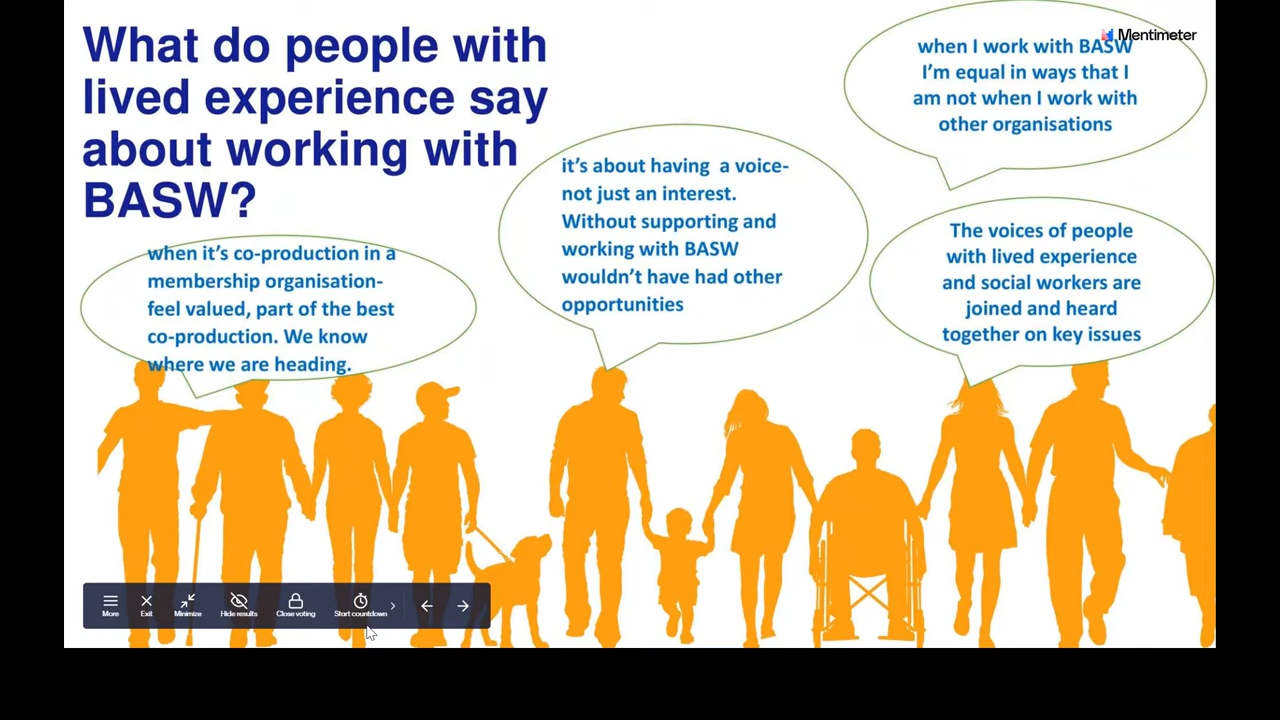 What do people with
lived experience say
about working with
BASW?
Mentimeter
when I work with BASW
I'm equal in ways that I
am not when I work with
other organisations
it's about having  a voice-
not just an interest.
Without supporting and
working with BASW
wouldn't have had other
opportunities
The voices of people
with lived experience
and social workers are
joined and heard
together on key issues
when it's co-production in a
membership organisation-
feel valued, part of the best
co-production. We know
where we are heading.
More Exit Minimize Hide results Close voting Start countdown